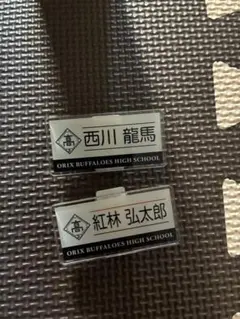 高 西川 龍馬
ORIX BUFFALOES HIGH SCHOOL
高 紅林 弘太郎
ORIX BUFFALOES HIGH SCHOOL